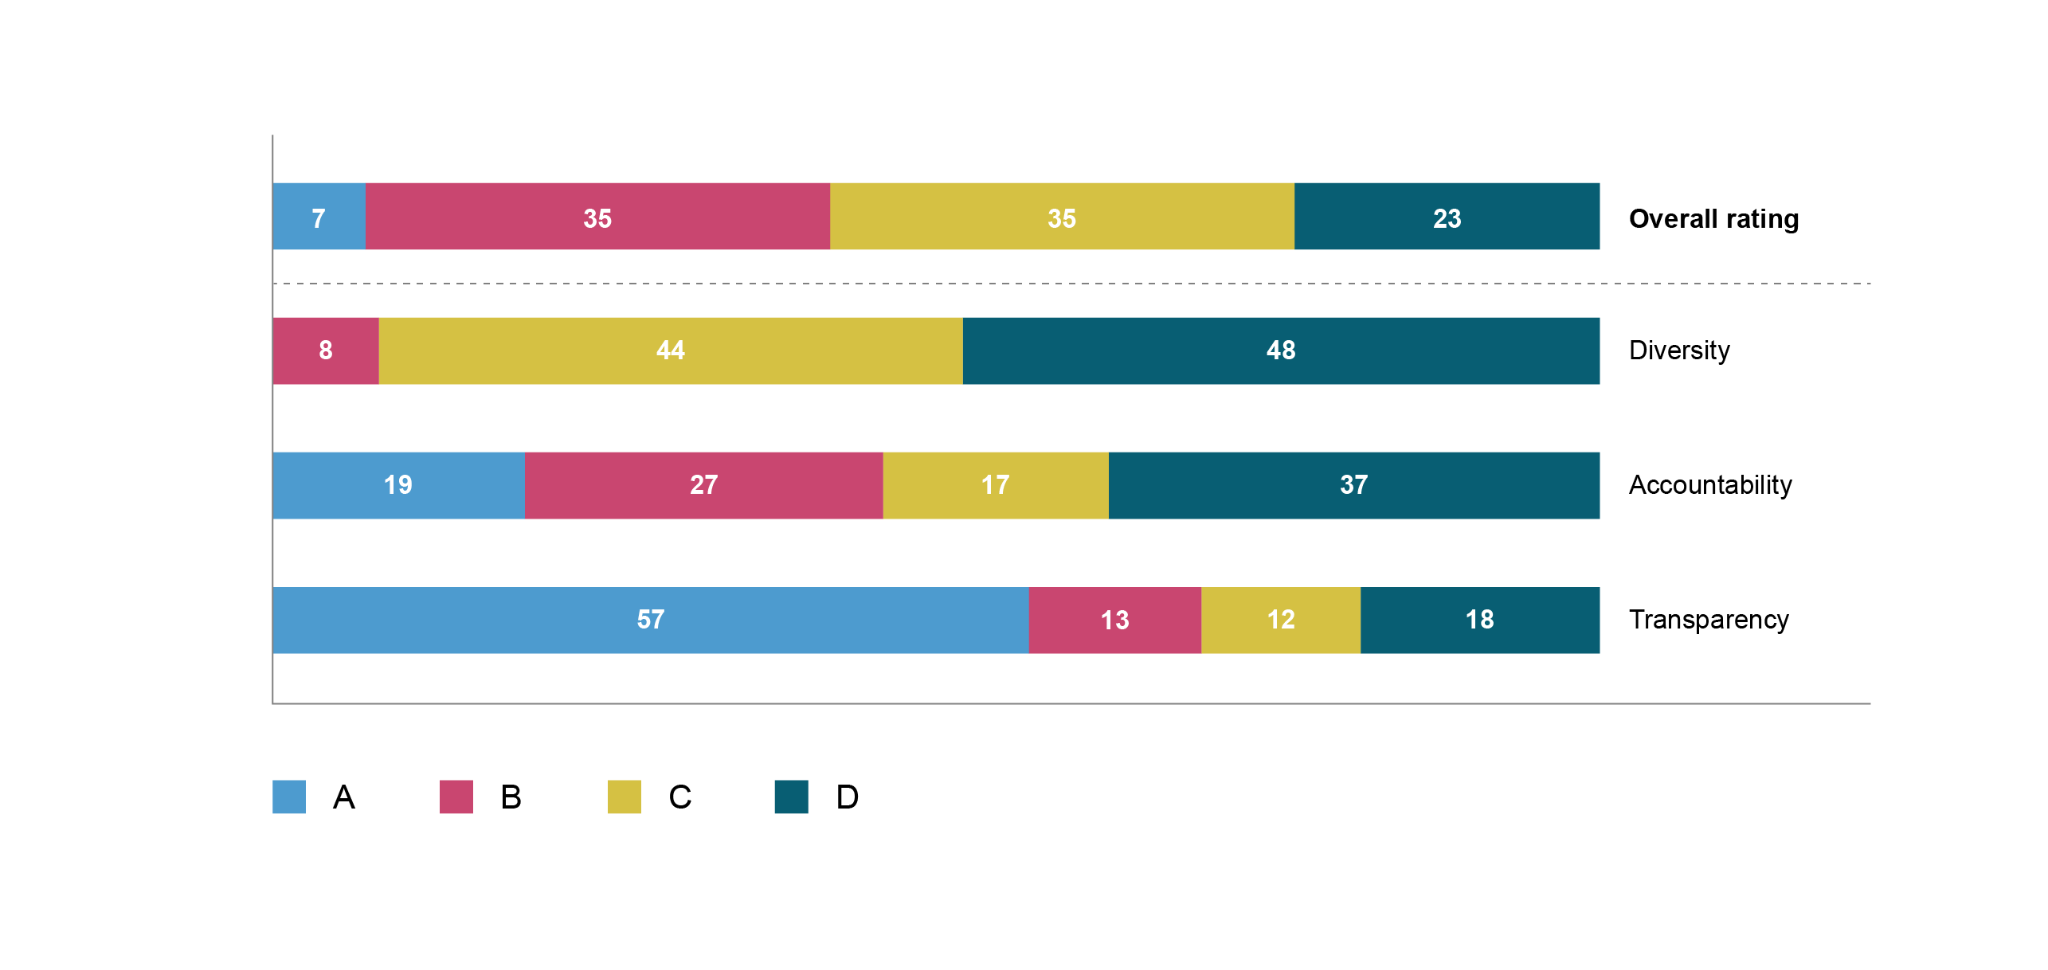 7 35 35 23 Overall rating
8 44 48 Diversity
19 27 17 37 Accountability
57 13 12 18 Transparency
A B C D